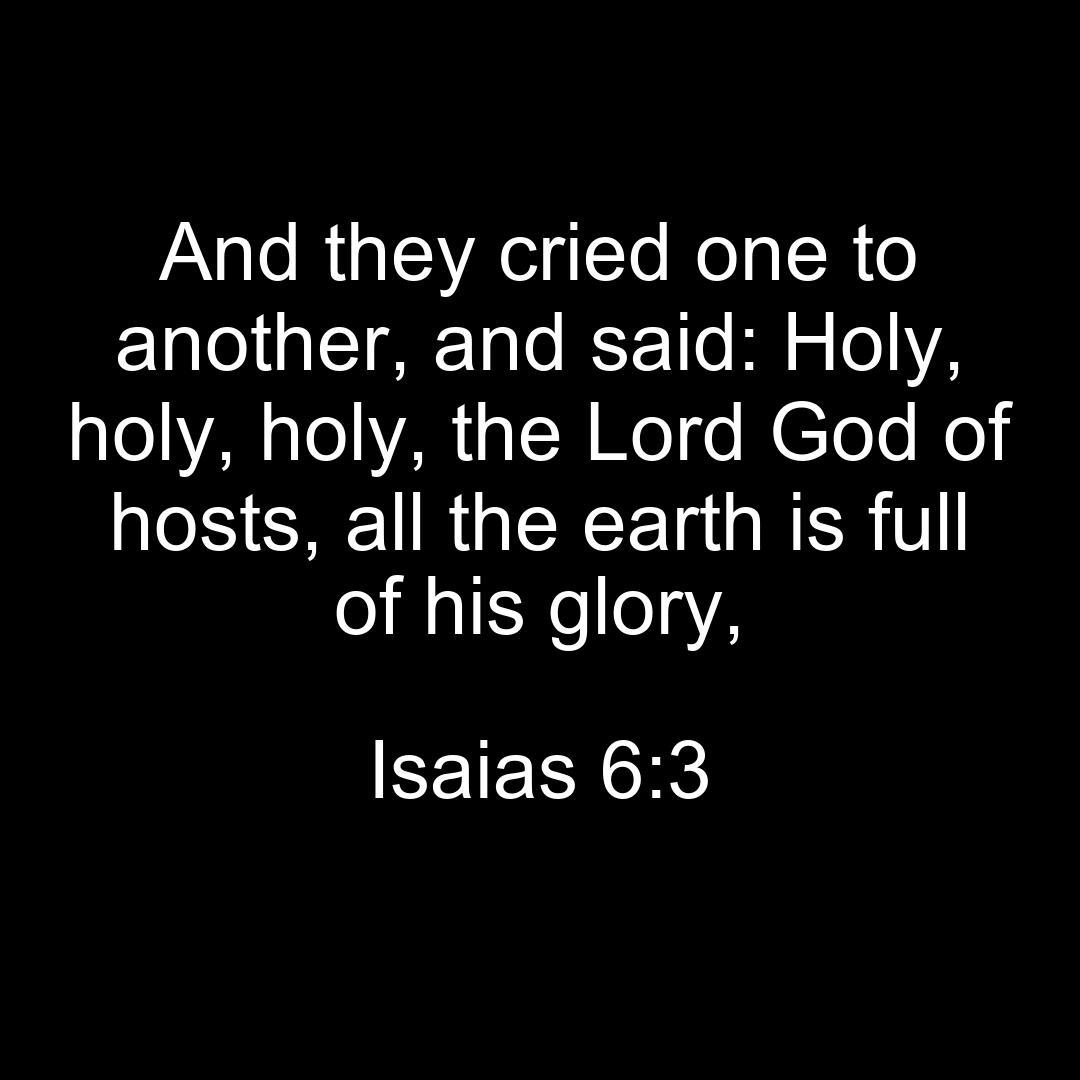 And they cried one to
another, and said: Holy,
holy, holy, the Lord God of
hosts, all the earth is full
of his glory,
Isaias 6:3